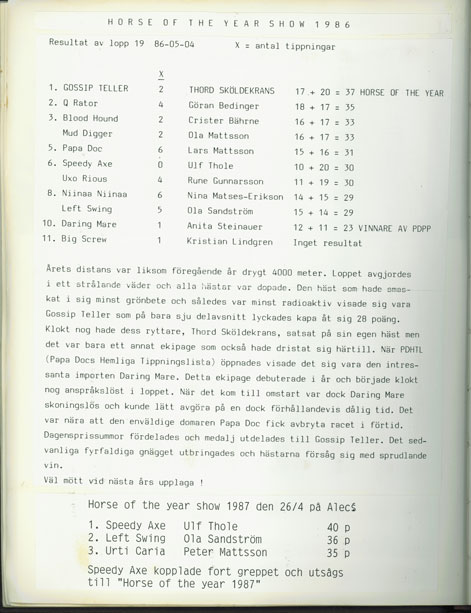 HORSE OF THE YEAR SHOW 1986
Resultat av lopp 19 86-05-04 X = antal tippningar
X
1. GOSSIP TELLER 2 THORD SKÖLDEKRANS 17 + 20 = 37 HORSE OF THE YEAR
2. Q Rator 4 Göran Bedinger 18 + 17 = 35
3. Blood Hound 2 Crister Bährne 16 + 17 = 33
Mud Digger 2 Ola Mattsson 16 + 17 = 33
5. Papa Doc 6 Lars Mattsson 15 + 16 = 31
6. Speedy Axe 0 Ulf Thole 10 + 20 = 30
Uxo Rious 4 Rune Gunnarsson 11 + 19 = 30
8. Niinaa Niinaa 6 Nina Matses-Erikson 14 + 15 = 29
Left Swing 5 Ola Sandström 15 + 14 = 29
10. Daring Mare 1 Anita Steinauer 12 + 11 = 23 VINNARE AV PDPP
11. Big Screw 1 Kristian Lindgren Inget resultat
Årets distans var liksom föregående år drygt 4000 meter. Loppet avgjordes
i ett strålande väder och alla hästar var dopade. Den häst som hade smas-
kat i sig minst grönbete och således var minst radioaktiv visade sig vara
Gossip Teller som på bara sju delavsnitt lyckades kapa åt sig 28 poäng.
Klokt nog hade dess ryttare, Thord Sköldekrans, satsat på sin egen häst men
det var bara ett annat ekipage som också hade dristat sig härtill. När PDHTL
(Papa Docs Hemliga Tippningslista) öppnades visade det sig vara den intres-
santa importen Daring Mare. Detta ekipage debuterade i år och började klokt
nog anspråkslöst i loppet. När det kom till omstart var dock Daring Mare
skoningslös och kunde lätt avgöra på en dock förhållandevis dålig tid. Det
var nära att den enväldige domaren Papa Doc fick avbryta racet i förtid.
Dagensprissummor fördelades och medalj utdelades till Gossip Teller. Det sed-
vanliga fyrfaldiga gnägget utbringades och hästarna försåg sig med sprudlande
vin.
Väl mött vid nästa års upplaga !
Horse of the year show 1987 den 26/4 på Alecs
1. Speedy Axe Ulf Thole 40 p
2. Left Swing Ola Sandström 36 p
3. Urti Caria Peter Mattsson 35 p
Speedy Axe kopplade fort greppet och utsågs
till "Horse of the year 1987"